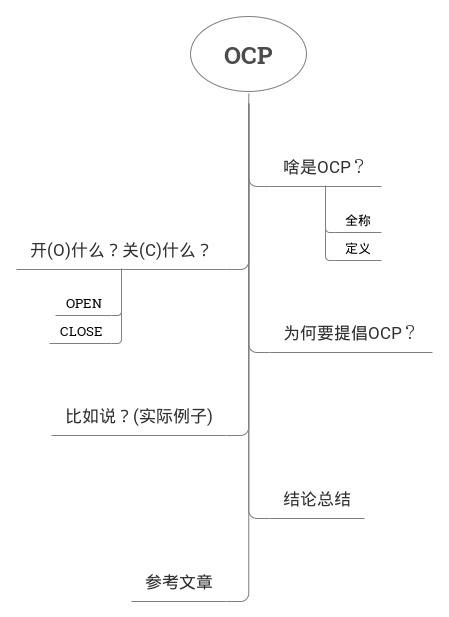 OCP
啥是OCP？
全称
定义
开(O)什么？关(C)什么？
OPEN
CLOSE
为何要提倡OCP？
比如说？(实际例子)
结论总结
参考文章